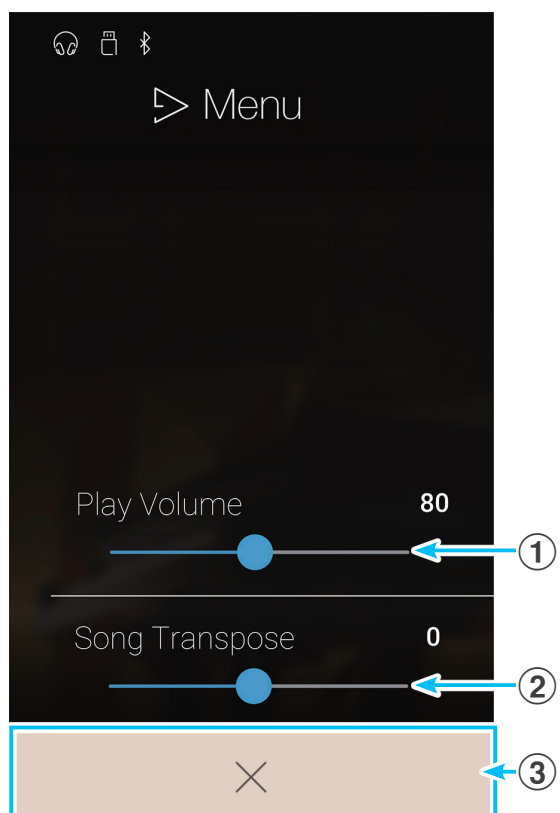 Menu
Play Volume 80
①
Song Transpose 0
②
③